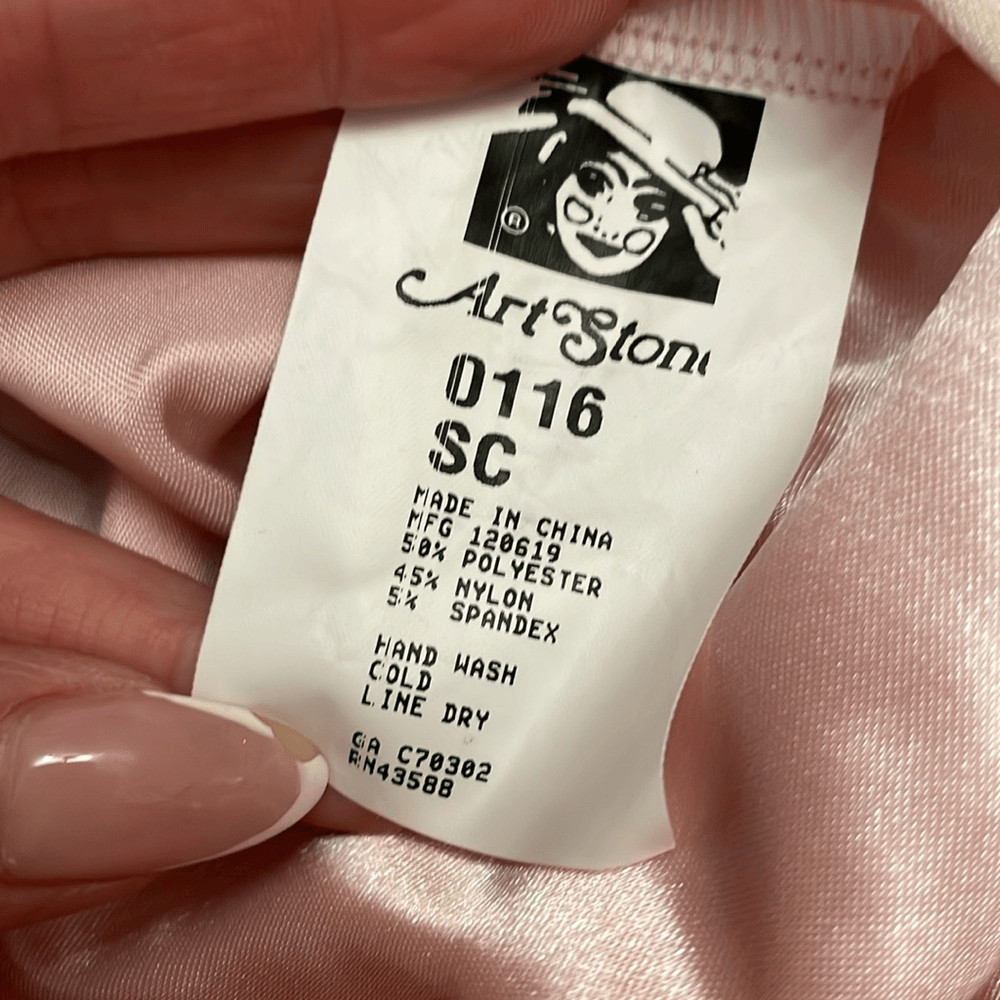 ®
Art Ston
0116
SC
MADE IN CHINA
MFG 120619
50% POLYESTER
45% NYLON
5% SPANDEX
HAND WASH
COLD
LINE DRY
CA C70302
RN43588